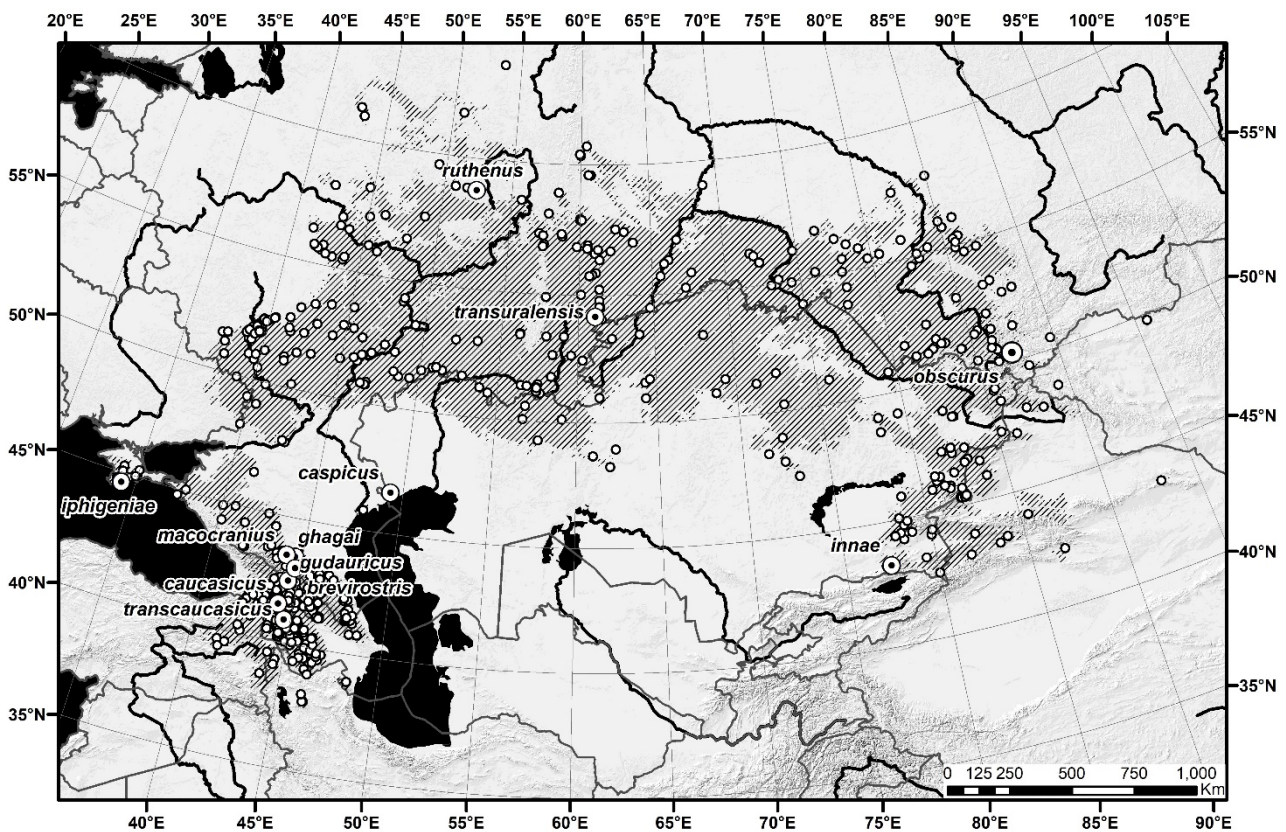 20°E 25°E 30°E 35°E 40°E 45°E 50°E 55°E 60°E 65°E 70°E 75°E 80°E 85°E 90°E 95°E 100°E 105°E
55°N
ruthenus
55°N
50°N
transuralensis
50°N
obscurus
45°N
45°N
caspicus
iphigeniae
macrocranius
ghagai
innae
40°N
gudauricus
40°N
caucasicus
brevirostris
transcaucasicus
35°N
35°N
0 125 250 500 750 1,000
Km
40°E 45°E 50°E 55°E 60°E 65°E 70°E 75°E 80°E 85°E 90°E